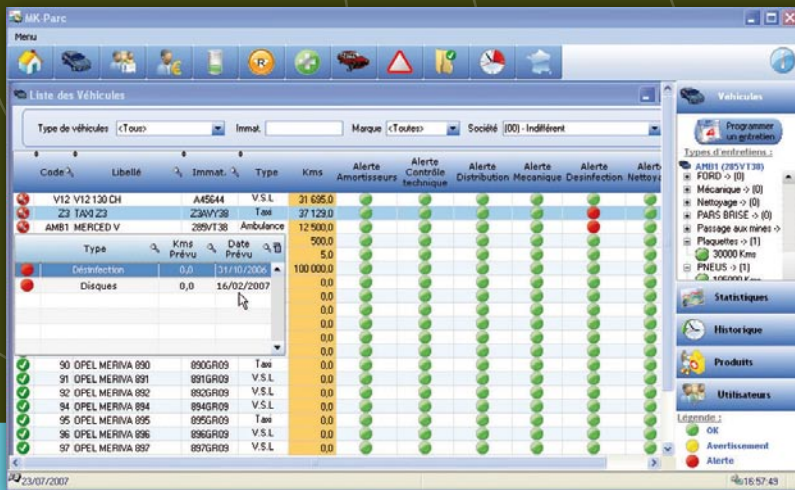 MK Parc
Menu
R
Liste des Véhicules
Type de véhicules <Tous> Immat. Marque <Toutes> Société (00) - Indifférent
Code Libellé Immat. Type Kms Alerte Amortisseurs Alerte Contrôle technique Alerte Distribution Alerte Mecanique Alerte Desinfection Alert Nettoya
V12 V12 130 CH A45644 V.S.L 31 695,0
Z3 TAXI Z3 Z3AVY38 Taxi 37 129,0
AMB1 MERCED V 285VT38 Ambulance 12 500,0
500,0
5,0
100 000,0
0,0
0,0
0,0
0,0
0,0
0,0
Type Kms Prévu Date Prévu
Désinfection 0,0 31/10/2006
Disques 0,0 16/02/2007
90 OPEL MERIVA 890 890GR09 Taxi 0,0
91 OPEL MERIVA 891 891GR09 V.S.L 0,0
92 OPEL MERIVA 892 892GR09 V.S.L 0,0
94 OPEL MERIVA 894 894GR09 V.S.L 0,0
95 OPEL MERIVA 895 895GR09 Taxi 0,0
96 OPEL MERIVA 896 896GR09 V.S.L 0,0
97 OPEL MERIVA 897 897GR09 V.S.L 0,0
Véhicules
4
Programmer
un entretien
Types d'entretiens :
AMB1 (285VT38)
FORD -> (0)
Mécanique -> (0)
Nettoyage -> (0)
PARS BRISE -> (0)
Passage aux mines ->
Plaquettes -> (1)
30000 Kms
PNEUS -> (1)
Statistiques
Historique
Produits
Utilisateurs
Légende :
OK
Avertissement
Alerte
23/07/2007 16:57:49